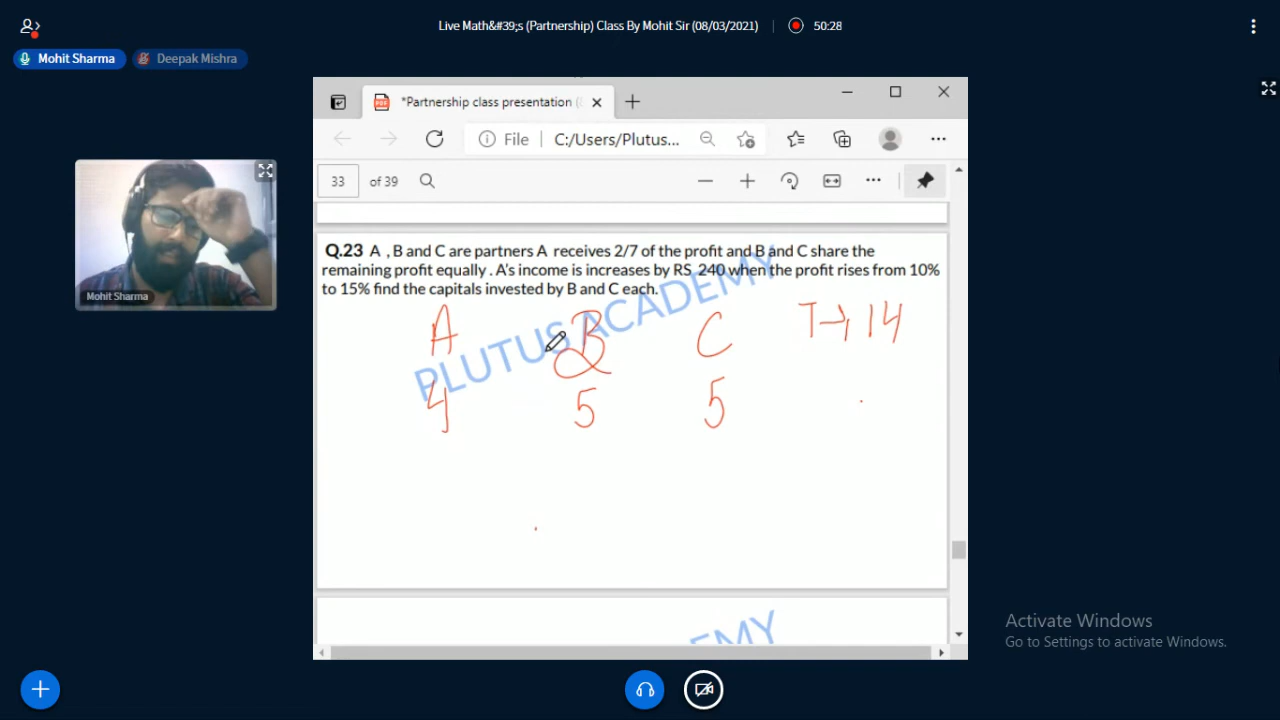 Live Math&#39;s (Partnership) Class By Mohit Sir (08/03/2021)
50:28
Mohit Sharma
Deepak Mishra
*Partnership class presentation (
File
C:/Users/Plutus...
33
of 39
Q.23 A , B and C are partners A receives 2/7 of the profit and B and C share the
remaining profit equally . A's income is increases by RS 240 when the profit rises from 10%
to 15% find the capitals invested by B and C each.
Mohit Sharma
A B C T→ 14
4 5 5
PLUTUS ACADEMY
EMY
Activate Windows
Go to Settings to activate Windows.